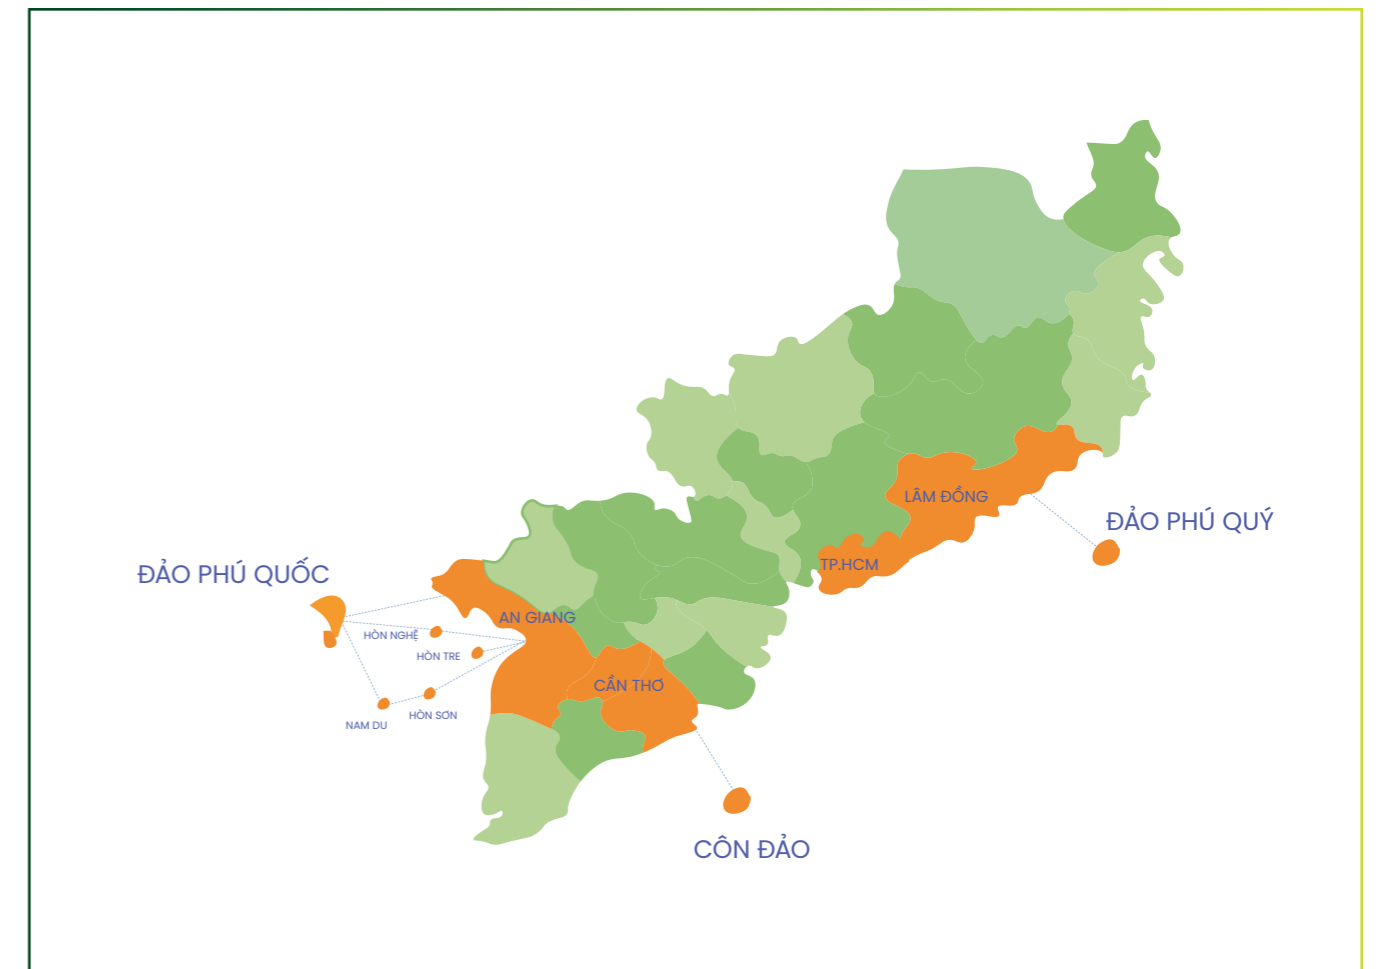 LÂM ĐỒNG
ĐẢO PHÚ QUÝ
TP.HCM
ĐẢO PHÚ QUỐC
AN GIANG
HÒN NGHỆ
HÒN TRE
CẦN THƠ
HÒN SƠN
NAM DU
CÔN ĐẢO